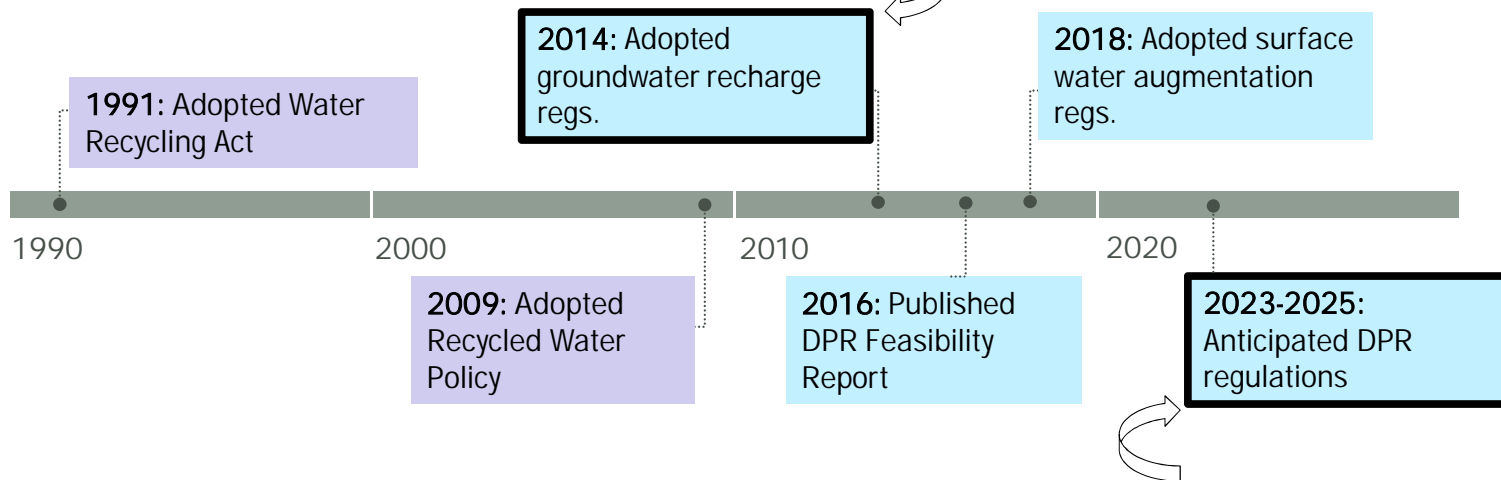 2014: Adopted
groundwater recharge
regs.
2018: Adopted surface
water augmentation
regs.
1991: Adopted Water
Recycling Act
1990
2000
2010
2020
2009: Adopted
Recycled Water
Policy
2016: Published
DPR Feasibility
Report
2023-2025:
Anticipated DPR
regulations